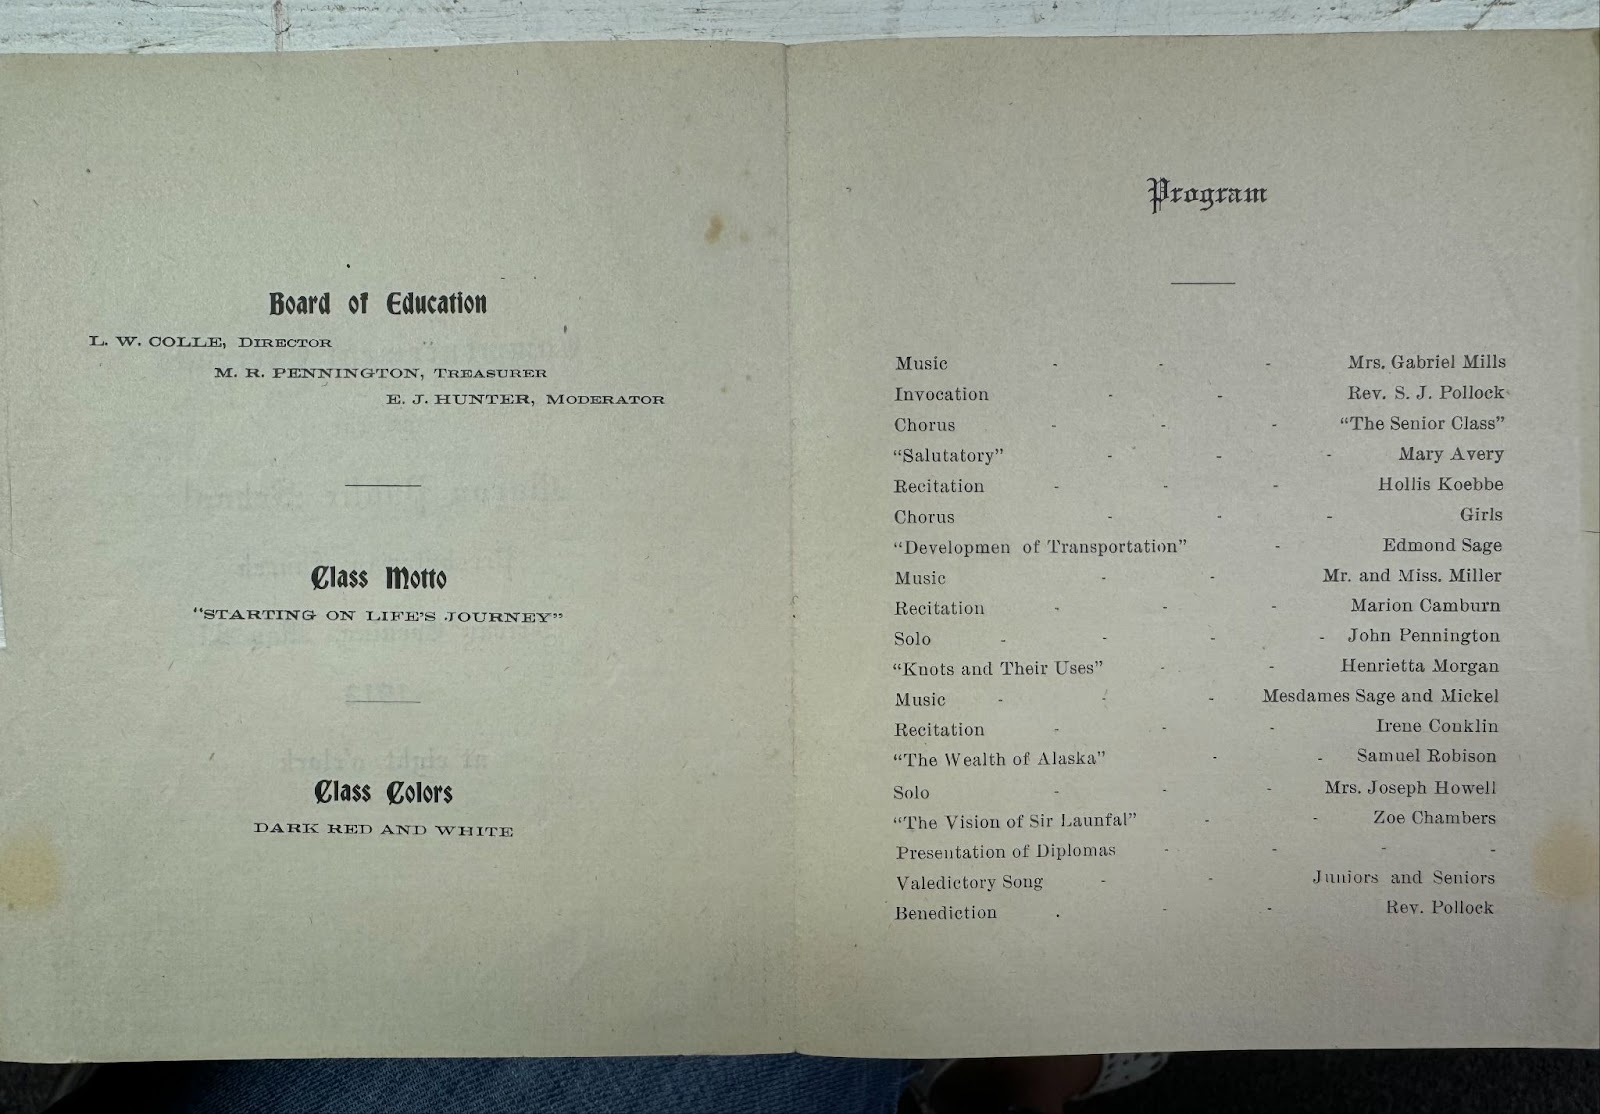 Board of Education
L. W. COLLE, DIRECTOR
M. R. PENNINGTON, TREASURER
E. J. HUNTER, MODERATOR
Class Motto
"STARTING ON LIFE'S JOURNEY"
Class Colors
DARK RED AND WHITE
Program
Music - - - Mrs. Gabriel Mills
Invocation - - Rev. S. J. Pollock
Chorus - - - "The Senior Class"
"Salutatory" - - - Mary Avery
Recitation - - - Hollis Koebbe
Chorus - - - Girls
"Developmen of Transportation" - Edmond Sage
Music - - Mr. and Miss. Miller
Recitation - - - Marion Camburn
Solo - - - - John Pennington
"Knots and Their Uses" - - Henrietta Morgan
Music - - - Mesdames Sage and Mickel
Recitation - - - Irene Conklin
"The Wealth of Alaska" - - Samuel Robison
Solo - - - Mrs. Joseph Howell
"The Vision of Sir Launfal" - - Zoe Chambers
Presentation of Diplomas - - - -
Valedictory Song - - Juniors and Seniors
Benediction . - - Rev. Pollock